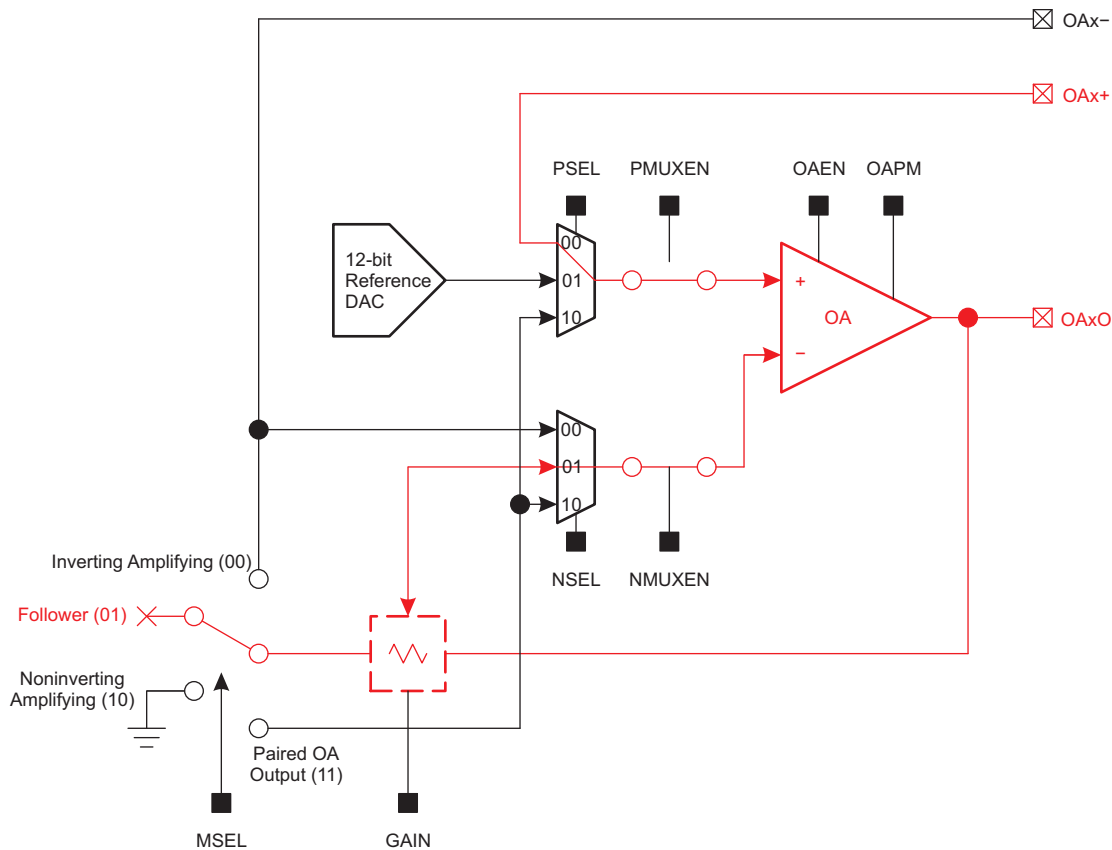 OAx−
OAx+
PSEL
PMUXEN
OAEN
OAPM
12-bit
Reference
DAC
00
01
10
+
OA
−
OAxO
00
01
10
NSEL
NMUXEN
Inverting Amplifying (00)
Follower (01)
Noninverting
Amplifying (10)
Paired OA
Output (11)
MSEL
GAIN